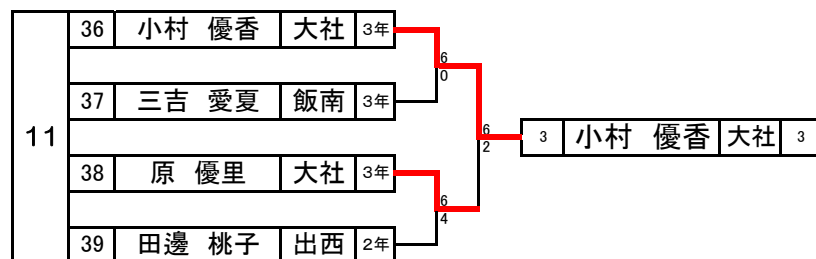 36 小村 優香 大社 3年
6
0
37 三吉 愛夏 飯南 3年
11
6
2
3 小村 優香 大社 3
38 原 優里 大社 3年
6
4
39 田邊 桃子 出西 2年